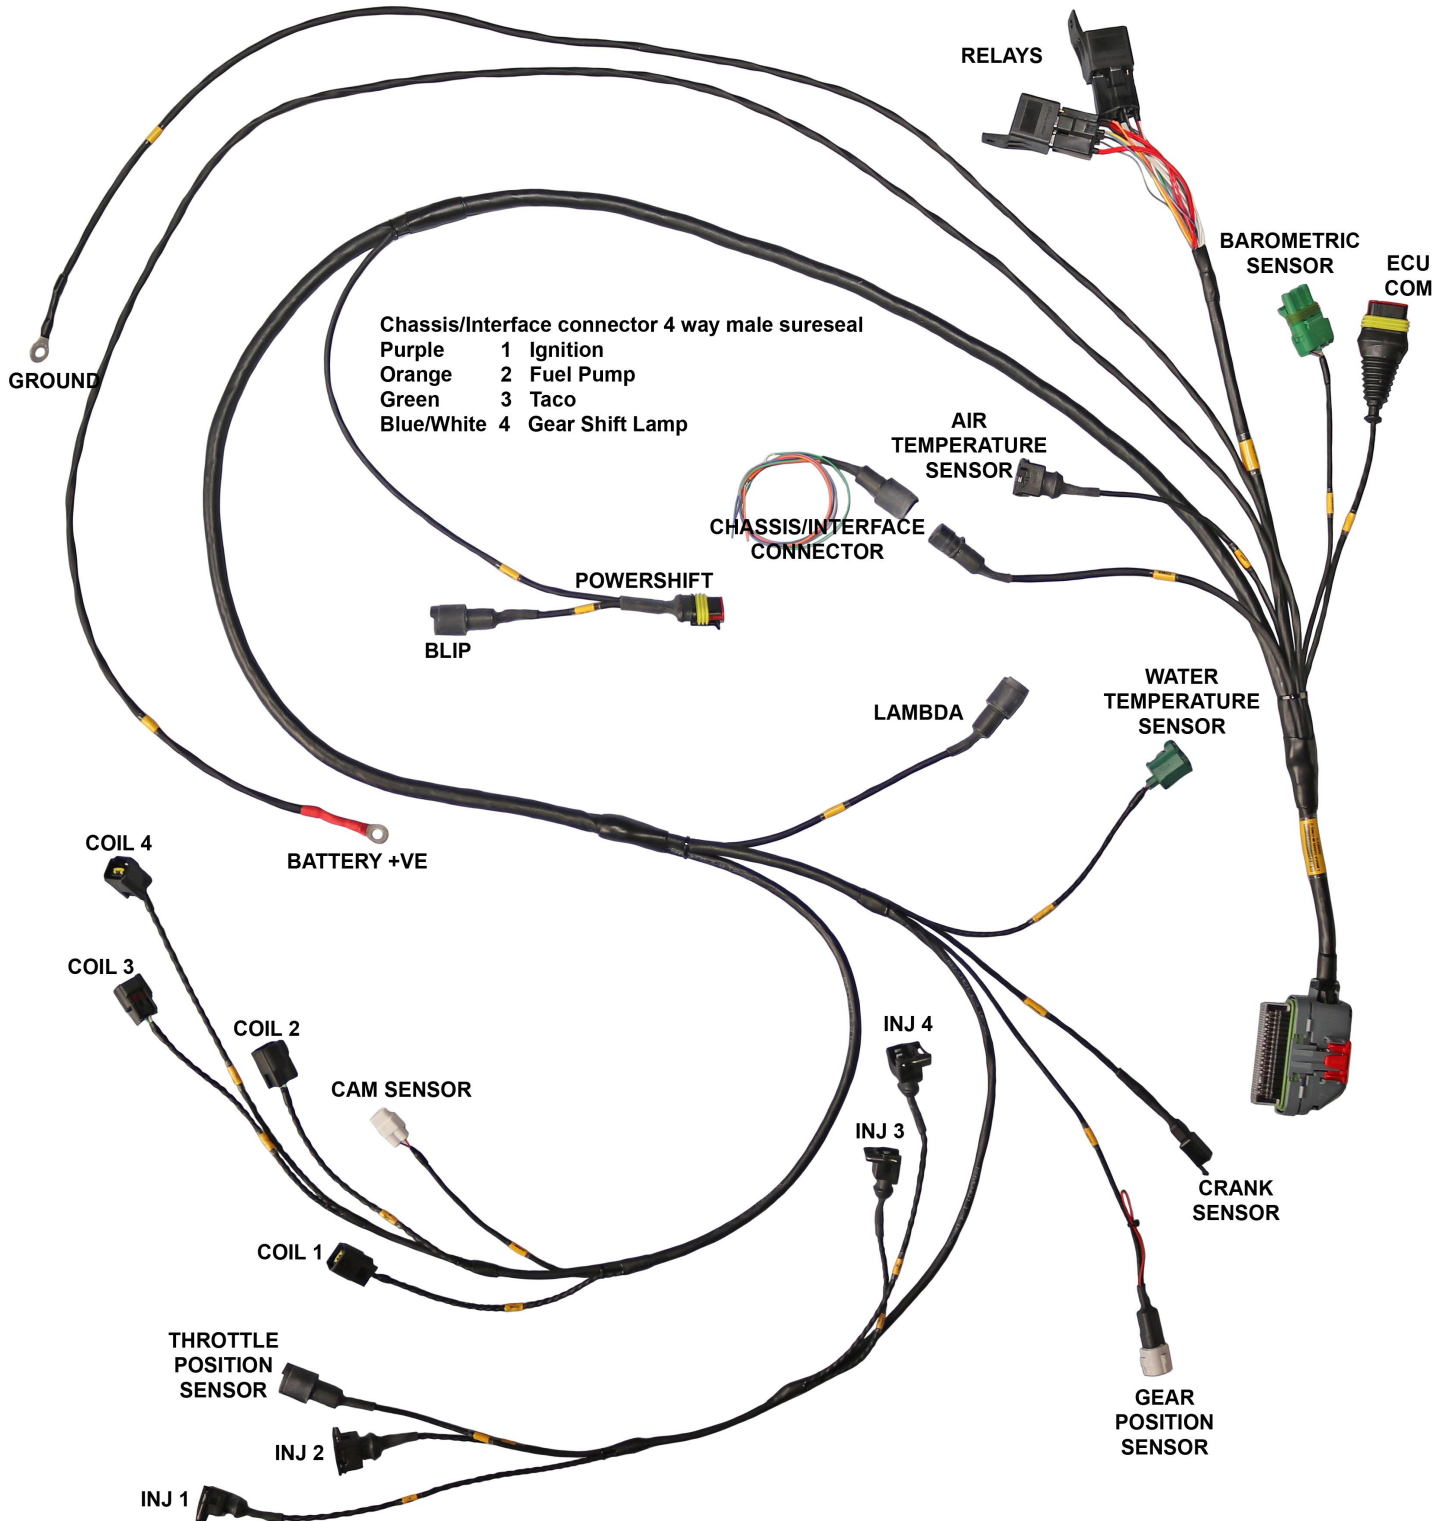 RELAYS
BAROMETRIC
SENSOR
ECU
COM
Chassis/Interface connector 4 way male sureseal
Purple 1 Ignition
Orange 2 Fuel Pump
Green 3 Taco
Blue/White 4 Gear Shift Lamp
GROUND
AIR
TEMPERATURE
SENSOR
CHASSIS/INTERFACE
CONNECTOR
POWERSHIFT
BLIP
WATER
TEMPERATURE
SENSOR
LAMBDA
BATTERY +VE
COIL 4
COIL 3
COIL 2
CAM SENSOR
INJ 4
INJ 3
CRANK
SENSOR
COIL 1
THROTTLE
POSITION
SENSOR
GEAR
POSITION
SENSOR
INJ 2
INJ 1